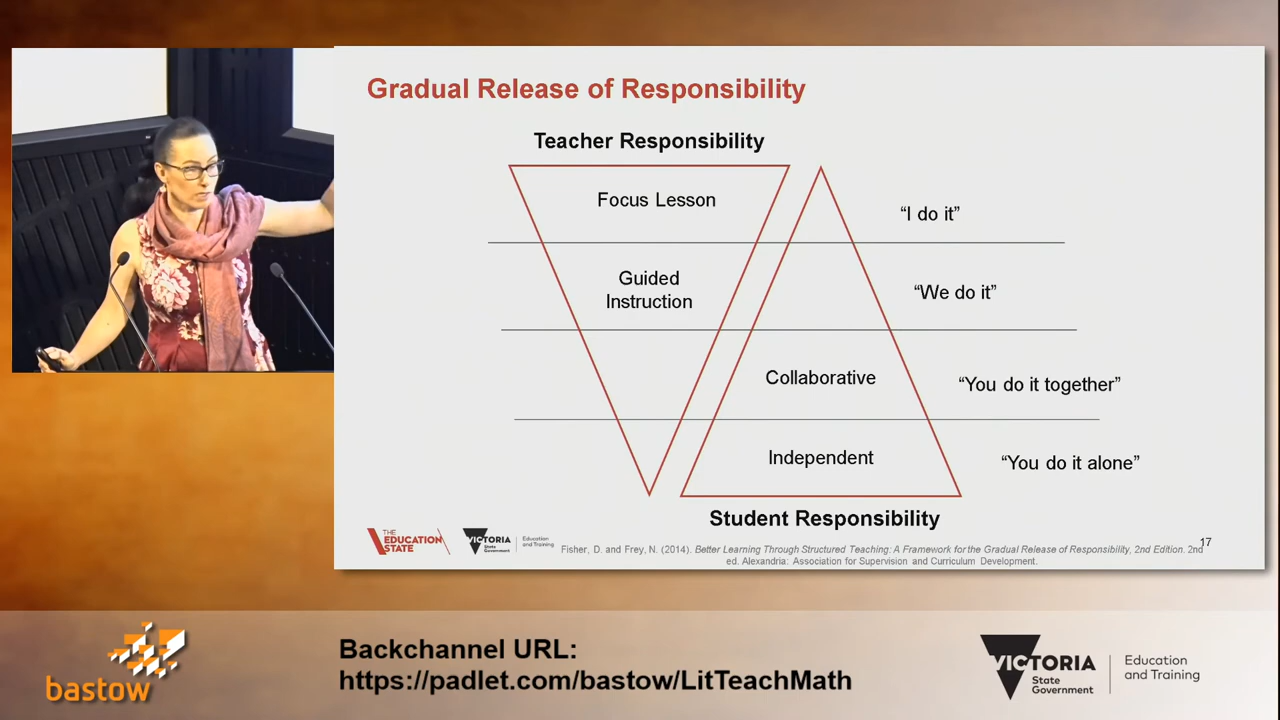 Gradual Release of Responsibility
Teacher Responsibility
Focus Lesson
“I do it”
Guided
Instruction
“We do it”
Collaborative
“You do it together”
Independent
“You do it alone”
Student Responsibility
THE
EDUCATION
STATE
VICTORIA
State
Government
Education
and Training
Fisher, D. and Frey, N. (2014). Better Learning Through Structured Teaching: A Framework for the Gradual Release of Responsibility, 2nd Edition. 2nd
ed. Alexandria: Association for Supervision and Curriculum Development.
17
bastow
Backchannel URL:
https://padlet.com/bastow/LitTeachMath
VICTORIA
State
Government
Education
and Training